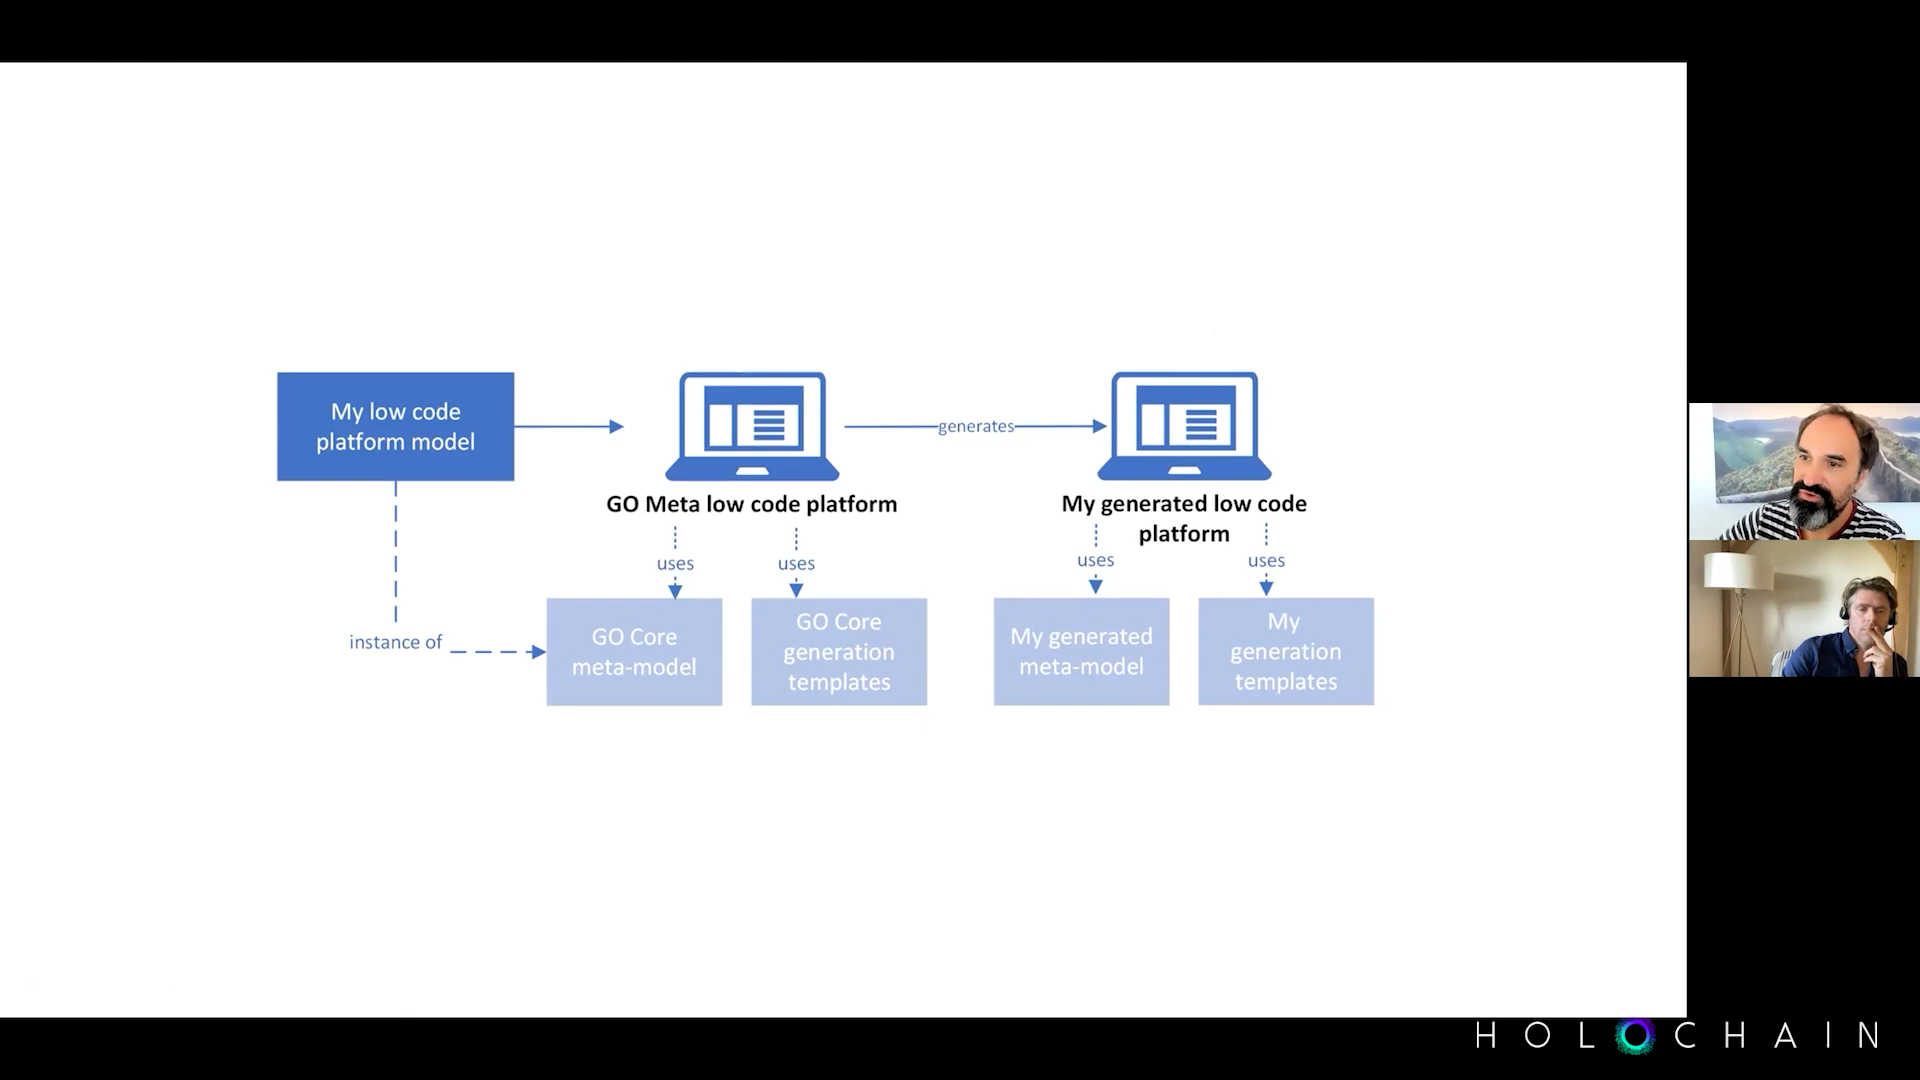 My low code
platform model
generates
GO Meta low code platform
My generated low code
platform
uses
uses
uses
uses
instance of
GO Core
meta-model
GO Core
generation
templates
My generated
meta-model
My
generation
templates
HOLOCHAIN